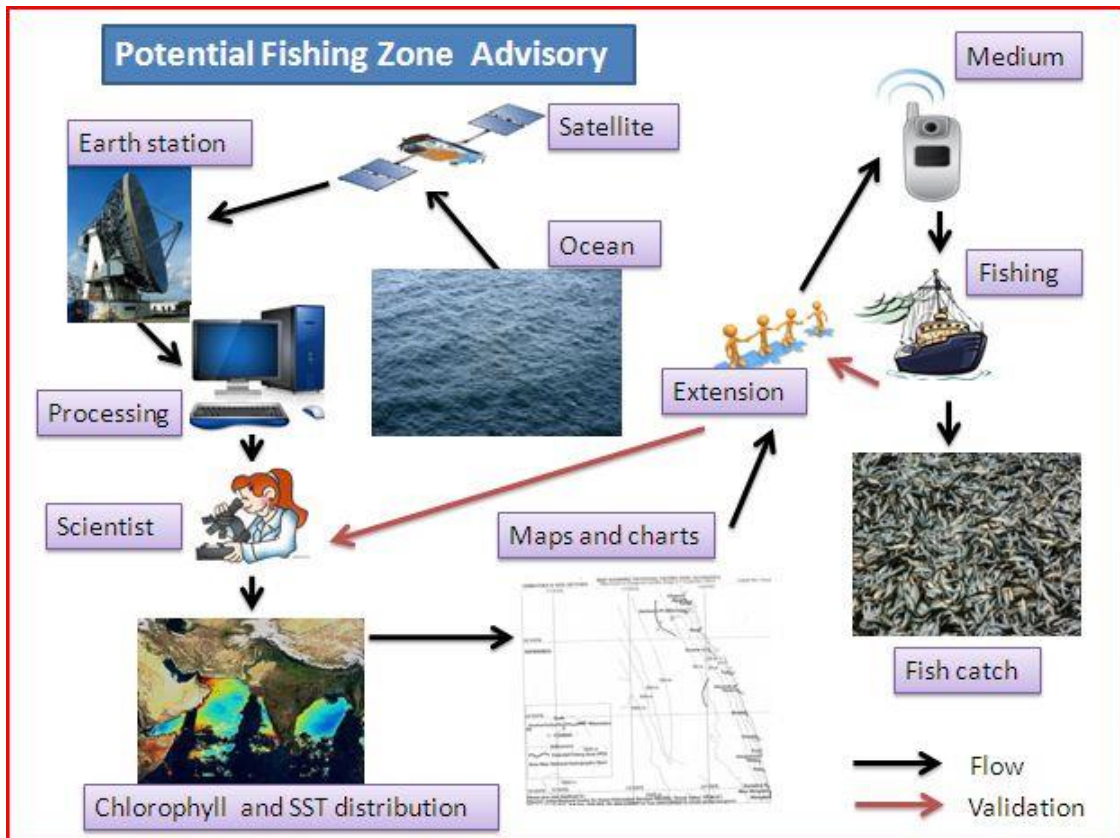 Potential Fishing Zone Advisory
Medium
Satellite
Earth station
Ocean
Fishing
Extension
Processing
Scientist
Maps and charts
Fish catch
Flow
Chlorophyll and SST distribution
Validation